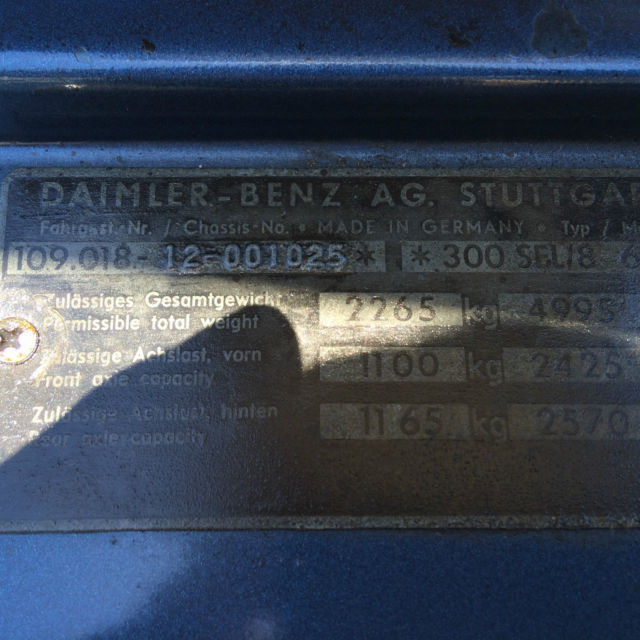 DAIMLER-BENZ AG. STUTTGA
Fahrgest.-Nr. / Chassis-No. • MADE IN GERMANY • Typ / M
109.018-12-001025* *300 SEL/8 6
Zulässiges Gesamtgewicht 2265 kg 4995
Permissible total weight
Zulässige Achslast, vorn 1100 kg 2425
Front axle capacity
Zulässige Achslast, hinten 1165 kg 2570
Rear axle capacity